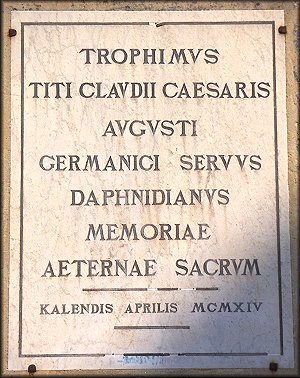 TROPHIMVS
TITI CLAVDII CAESARIS
AVGVSTI
GERMANICI SERVVS
DAPHNIDIANVS
MEMORIAE
AETERNAE SACRVM
KALENDIS APRILIS MCMXIV